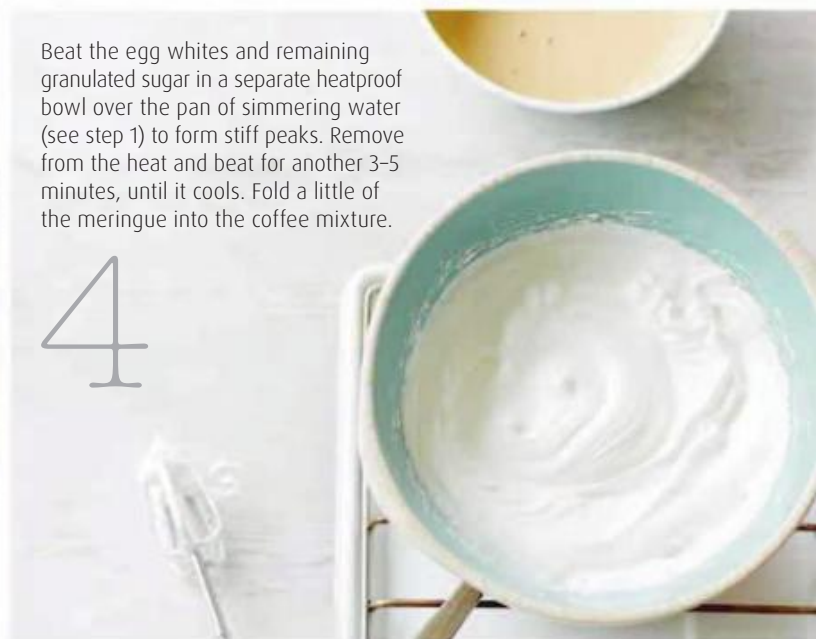 Beat the egg whites and remaining
granulated sugar in a separate heatproof
bowl over the pan of simmering water
(see step 1) to form stiff peaks. Remove
from the heat and beat for another 3–5
minutes, until it cools. Fold a little of
the meringue into the coffee mixture.
4